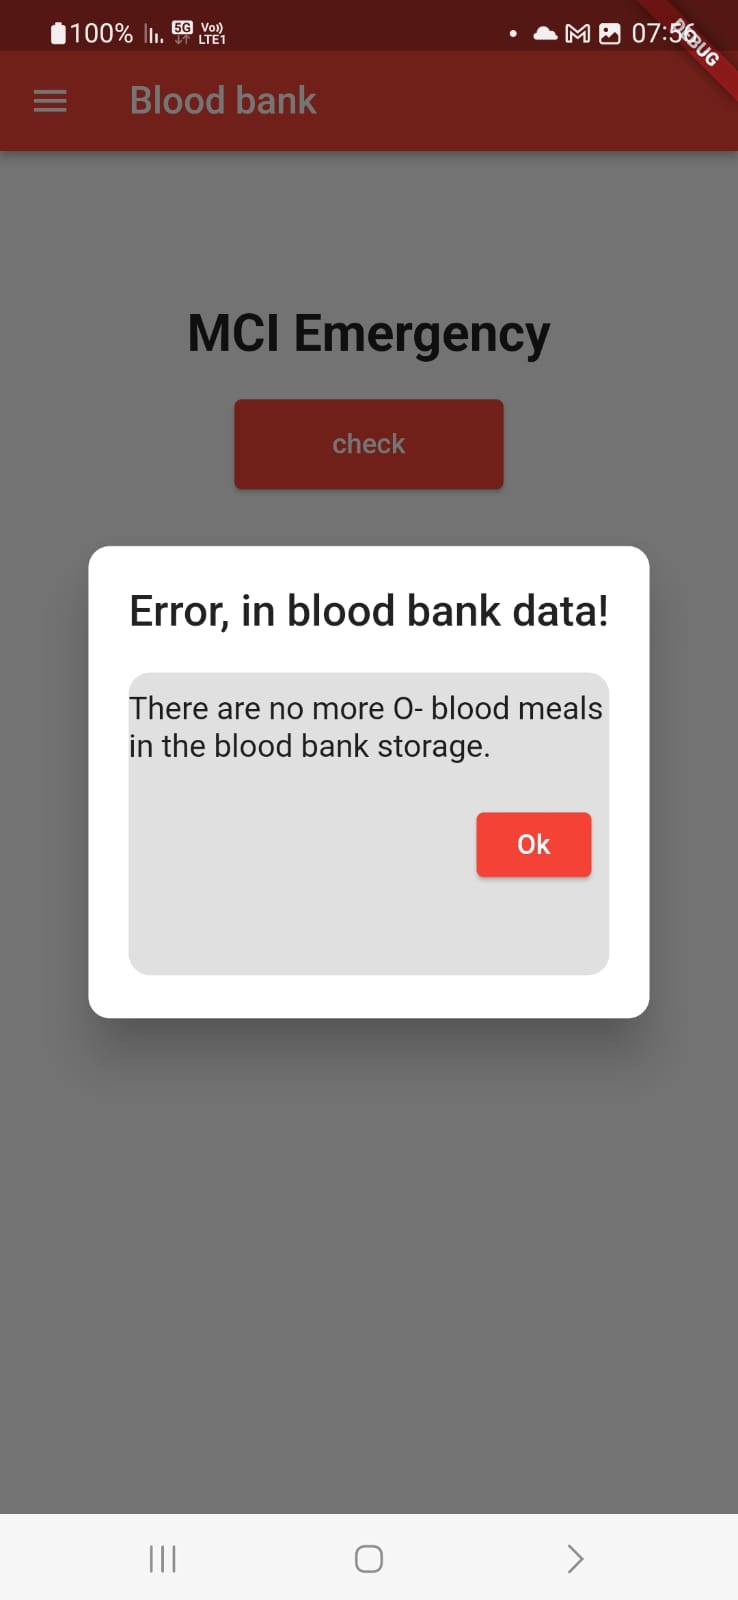 100% 5G Vo)) LTE1 07:56
DEBUG
Blood bank
MCI Emergency
check
Error, in blood bank data!
There are no more O- blood meals
in the blood bank storage.
Ok